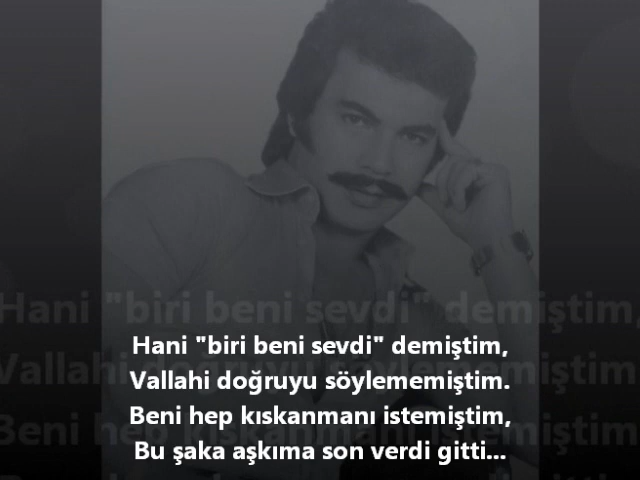 Hani "biri beni sevdi" demiştim,
Vallahi doğruyu söylememiştim.
Beni hep kıskanmanı istemiştim,
Bu şaka aşkıma son verdi gitti...